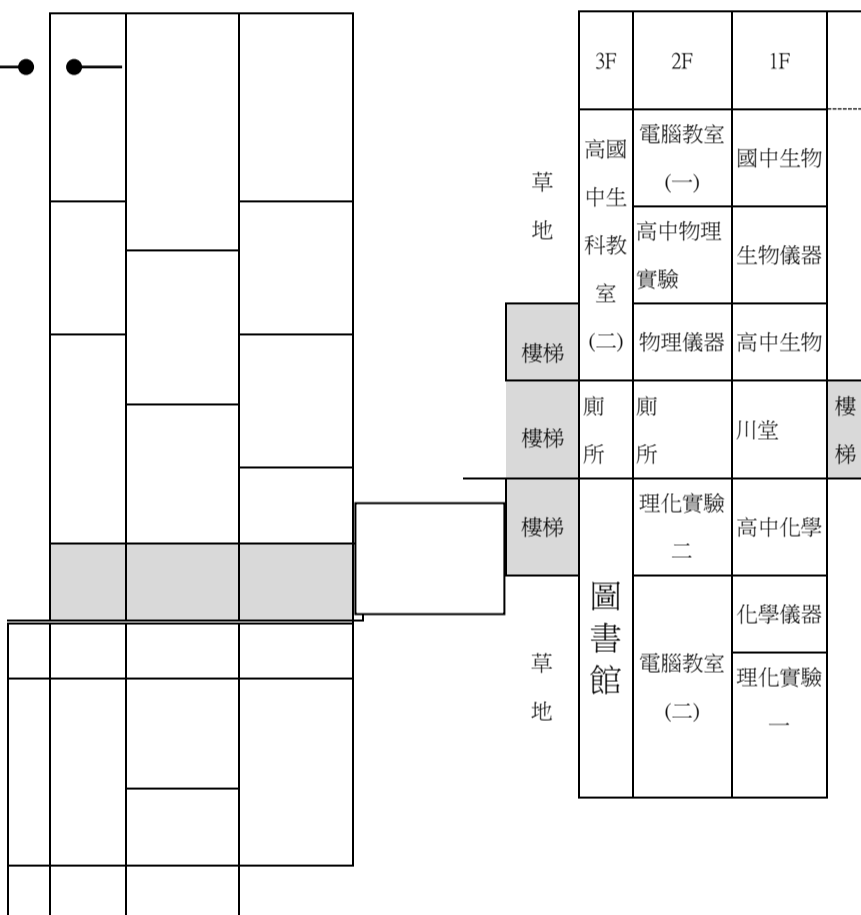 3F 2F 1F
草
地
高國
中生
科教
室
(二)
電腦教室
(一)
國中生物
高中物理
實驗
生物儀器
樓梯
物理儀器
高中生物
樓梯
廁
所
廁
所
川堂
樓
梯
樓梯
圖
書
館
理化實驗
二
高中化學
化學儀器
草
地
電腦教室
(二)
理化實驗
一